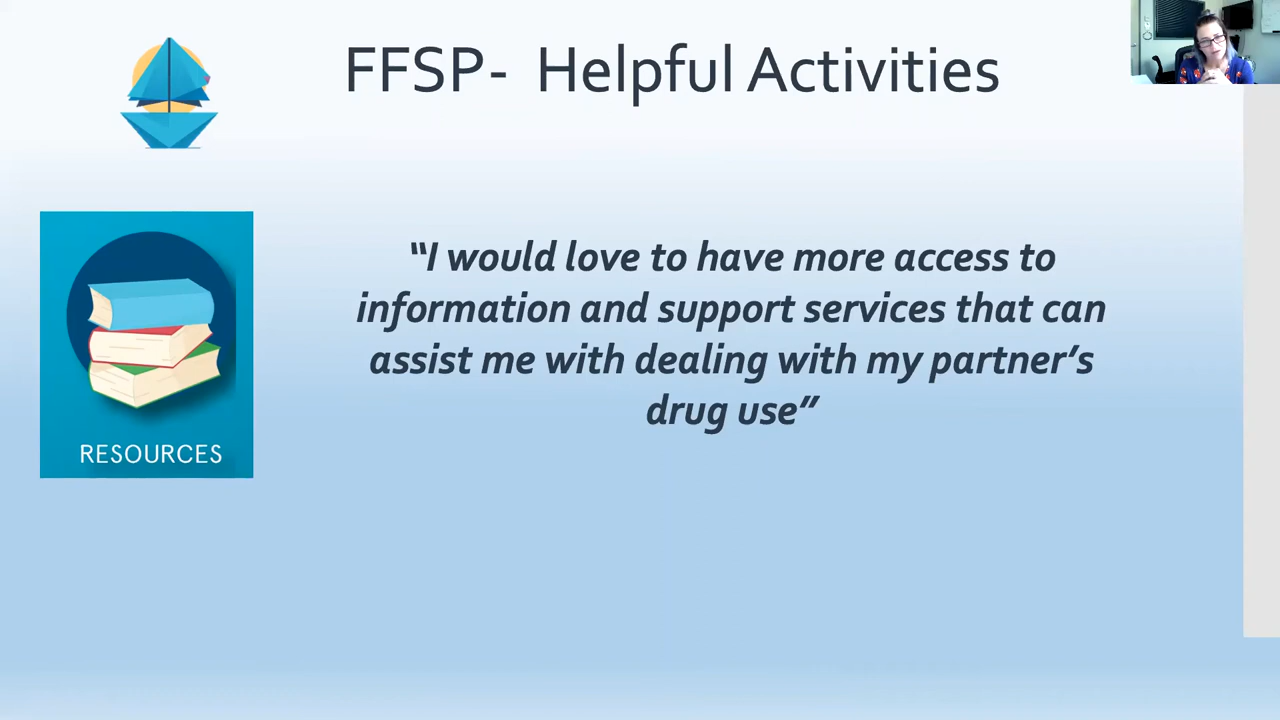 FFSP- Helpful Activities
“I would love to have more access to
information and support services that can
assist me with dealing with my partner’s
drug use”
RESOURCES